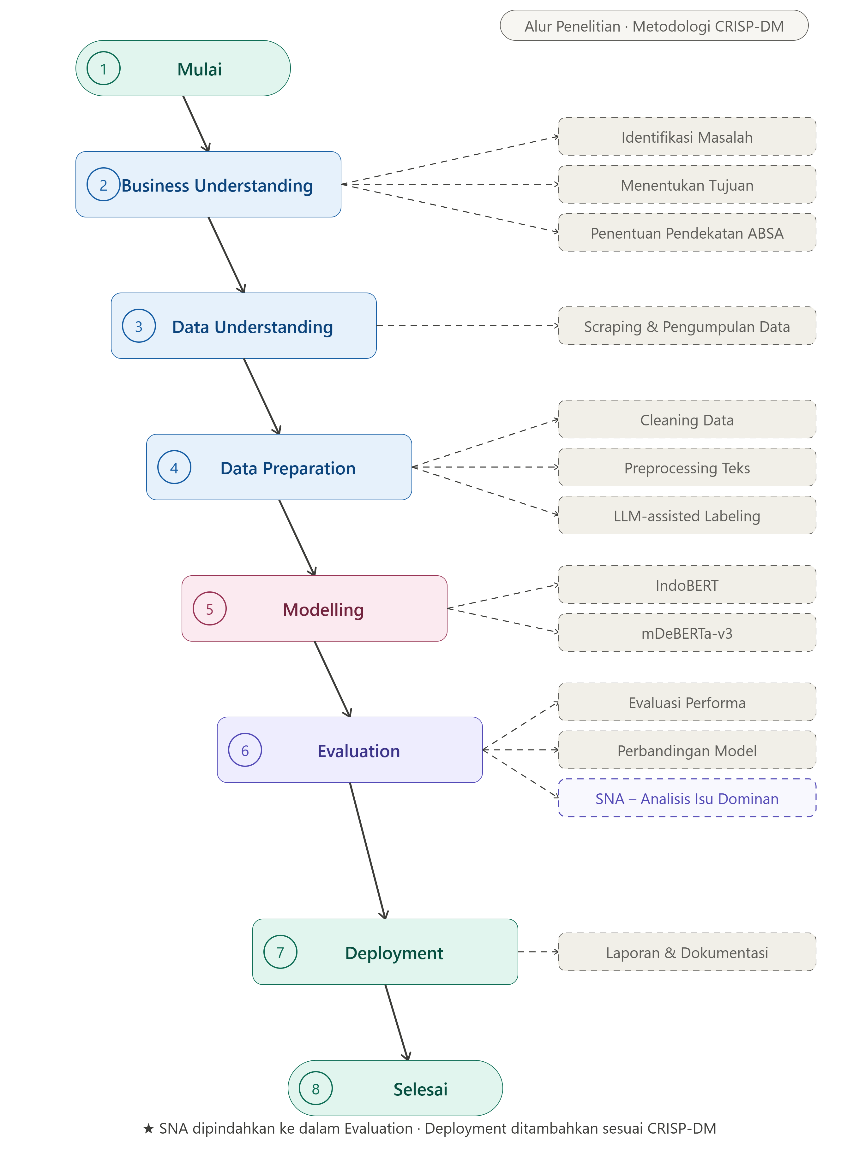 Alur Penelitian · Metodologi CRISP-DM
1
Mulai
2
Business Understanding
Identifikasi Masalah
Menentukan Tujuan
Penentuan Pendekatan ABSA
3
Data Understanding
Scraping & Pengumpulan Data
4
Data Preparation
Cleaning Data
Preprocessing Teks
LLM-assisted Labeling
5
Modelling
IndoBERT
mDeBERTa-v3
6
Evaluation
Evaluasi Performa
Perbandingan Model
SNA – Analisis Isu Dominan
7
Deployment
Laporan & Dokumentasi
8
Selesai
★ SNA dipindahkan ke dalam Evaluation · Deployment ditambahkan sesuai CRISP-DM